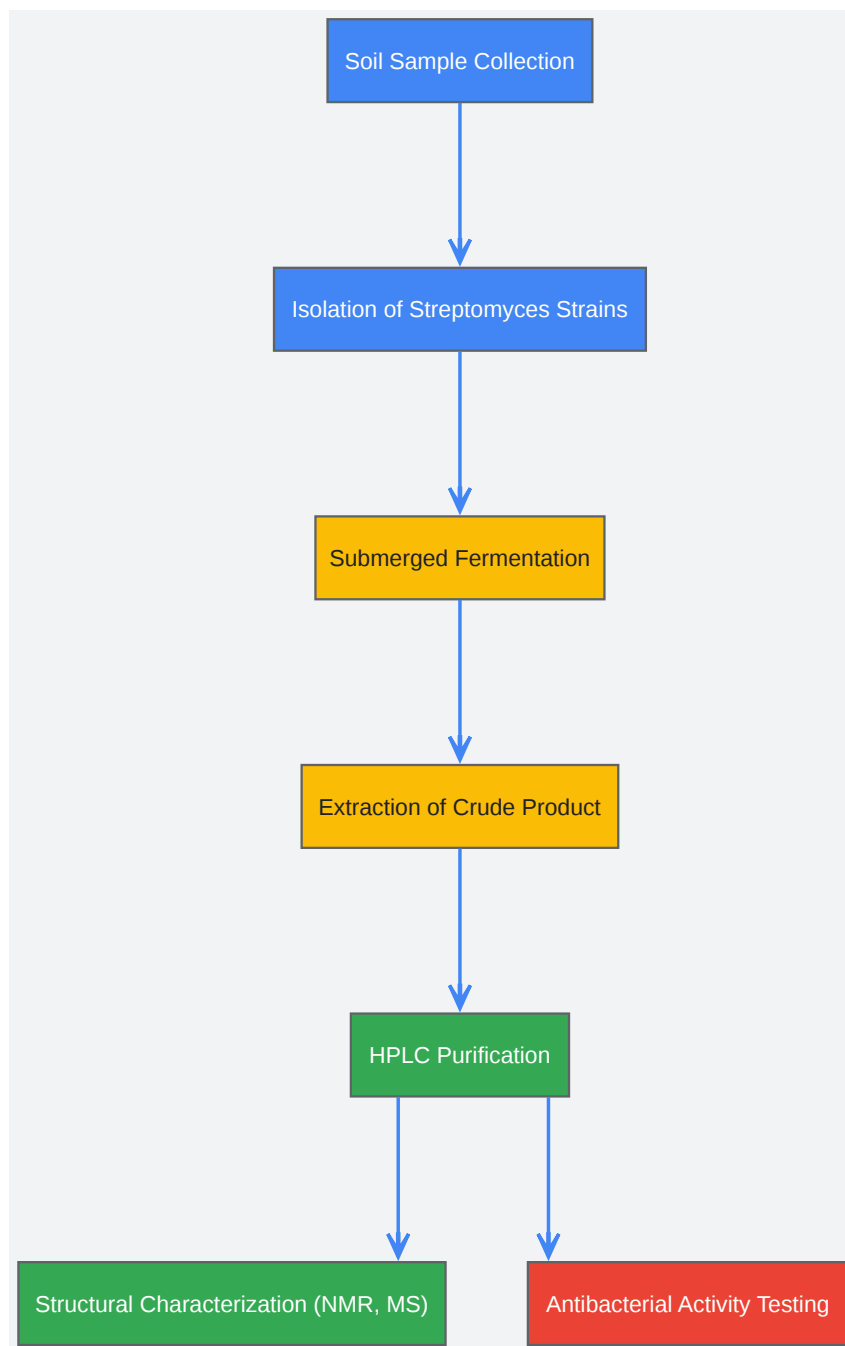 Soil Sample Collection
Isolation of Streptomyces Strains
Submerged Fermentation
Extraction of Crude Product
HPLC Purification
Structural Characterization (NMR, MS)
Antibacterial Activity Testing